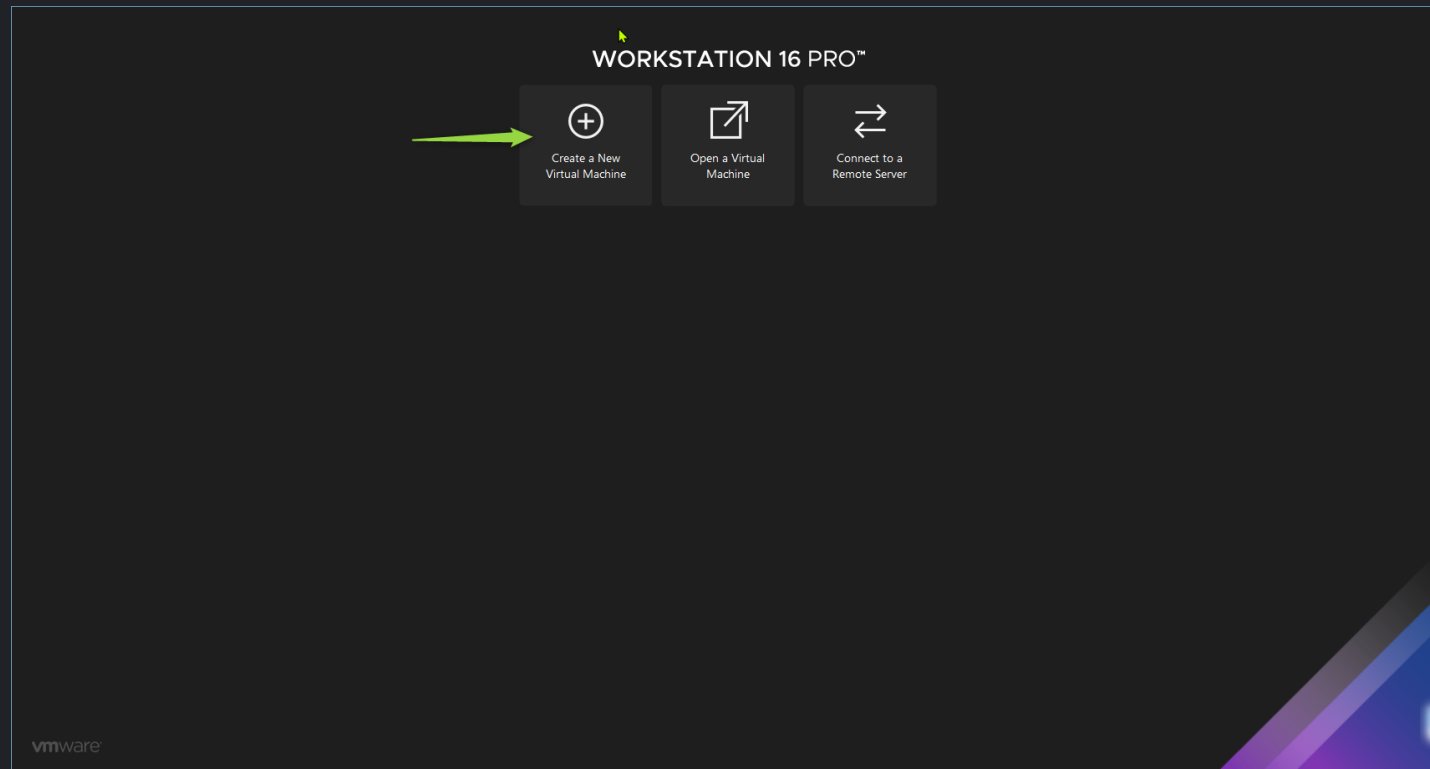 WORKSTATION 16 PRO™
Create a New
Virtual Machine
Open a Virtual
Machine
Connect to a
Remote Server
vmware®